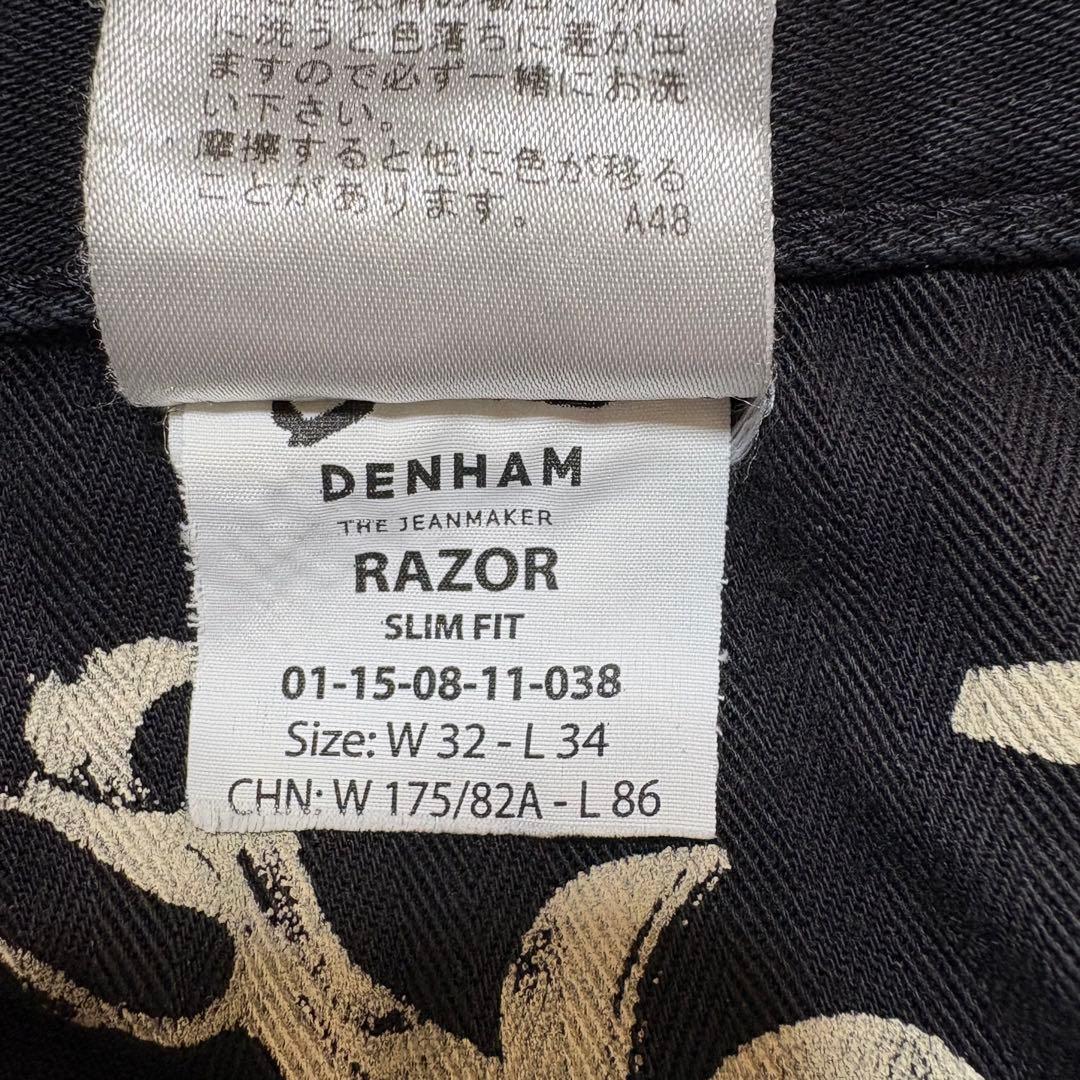 に洗うと色落ちに差が出
ますので必ず一緒にお洗
い下さい。
摩擦すると他に色が移る
ことがあります。 A48
DENHAM
THE JEANMAKER
RAZOR
SLIM FIT
01-15-08-11-038
Size: W 32 - L 34
CHN: W 175/82A - L 86